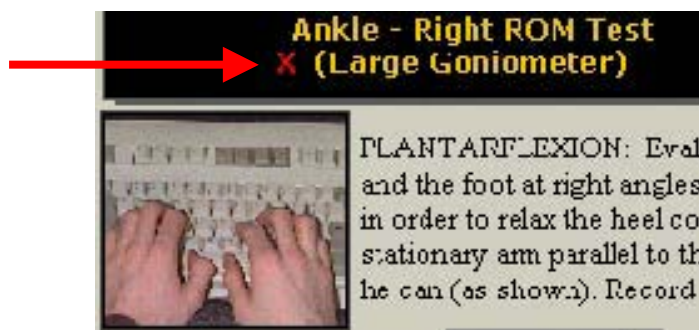 Ankle - Right ROM Test
X (Large Goniometer)
PLANTARFLEXION: Eval
and the foot at right angles
in order to relax the heel co
stationary arm parallel to th
he can (as shown). Record